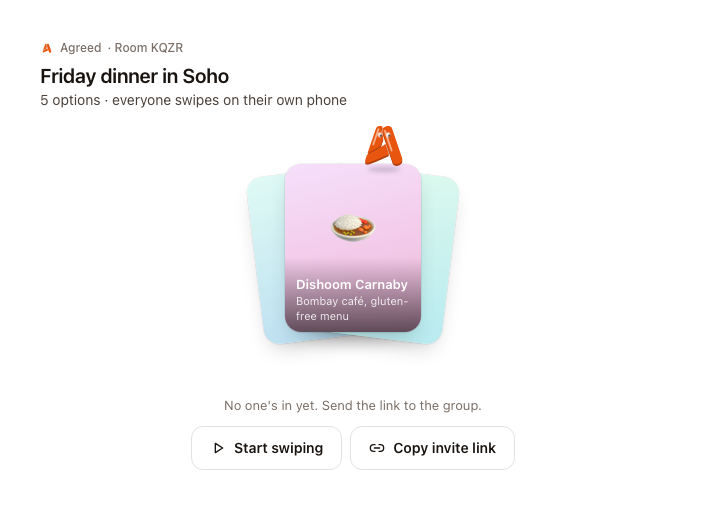 Agreed · Room KQZR
Friday dinner in Soho
5 options · everyone swipes on their own phone
Dishoom Carnaby
Bombay café, gluten-
free menu
No one's in yet. Send the link to the group.
Start swiping
Copy invite link